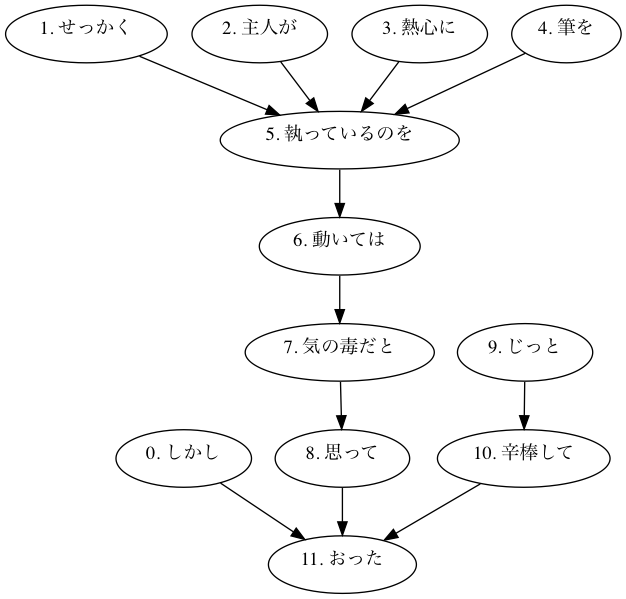 1. せっかく 2. 主人が 3. 熱心に 4. 筆を
5. 執っているのを
6. 動いては
7. 気の毒だと 9. じっと
0. しかし 8. 思って 10. 辛棒して
11. おった